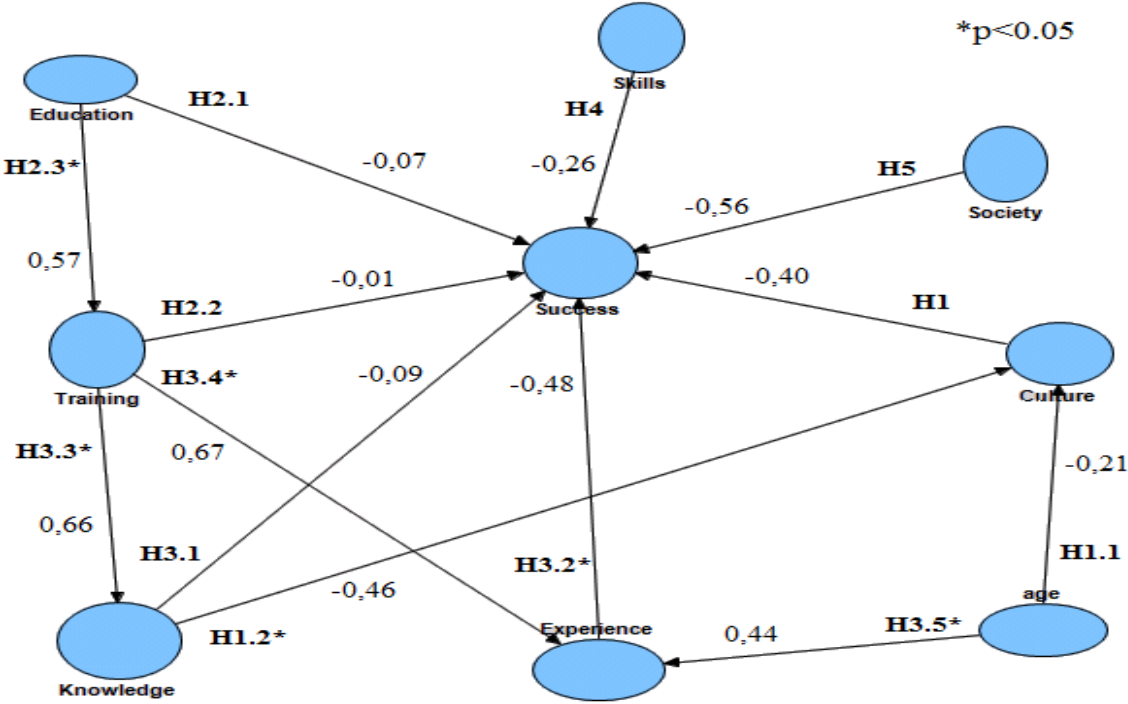 *p<0.05
Skills
Education
H2.1
H4
H2.3*
-0,07
-0,26
H5
-0,56
Society
0,57
-0,01
-0,40
H2.2
Success
H1
H3.4*
-0,09
-0,48
Training
Culture
H3.3*
0,67
-0,21
0,66
H3.1
H3.2*
H1.1
-0,46
age
H1.2*
Experience
0,44
H3.5*
Knowledge